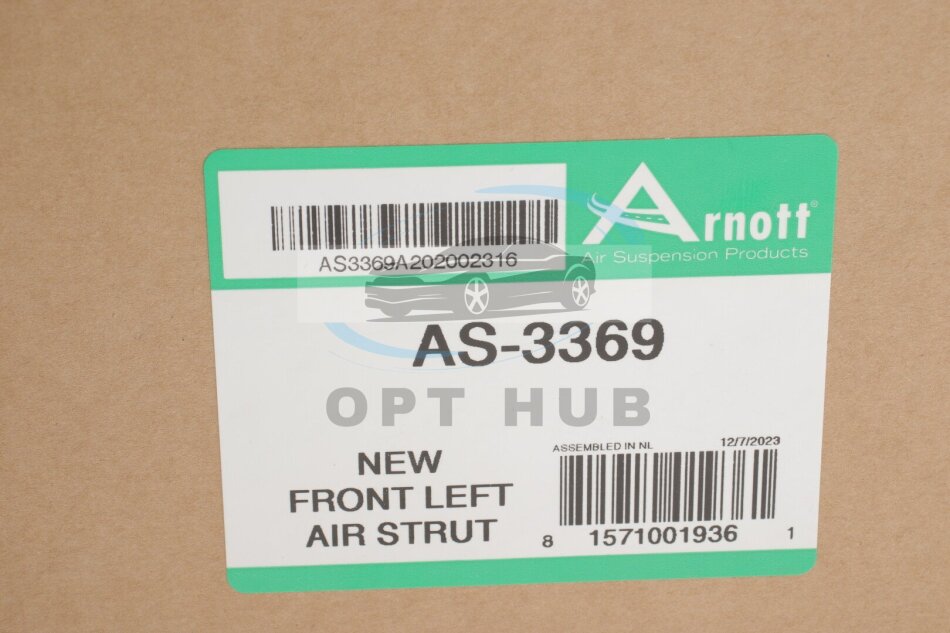 Arnott®
Air Suspension Products
AS3369A202002316
AS-3369
OPT HUB
NEW
FRONT LEFT
AIR STRUT
ASSEMBLED IN NL 12/7/2023
8 1571001936 1